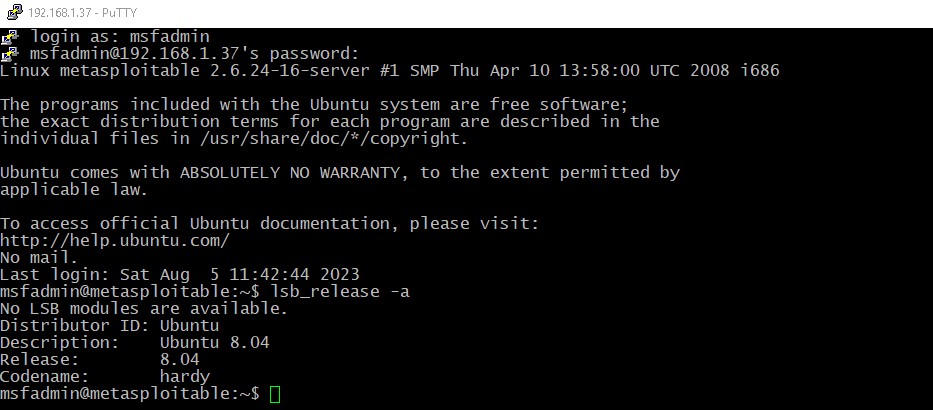 192.168.1.37 - PuTTY
login as: msfadmin
msfadmin@192.168.1.37's password:
Linux metasploitable 2.6.24-16-server #1 SMP Thu Apr 10 13:58:00 UTC 2008 i686
The programs included with the Ubuntu system are free software;
the exact distribution terms for each program are described in the
individual files in /usr/share/doc/*/copyright.
Ubuntu comes with ABSOLUTELY NO WARRANTY, to the extent permitted by
applicable law.
To access official Ubuntu documentation, please visit:
http://help.ubuntu.com/
No mail.
Last login: Sat Aug  5 11:42:44 2023
msfadmin@metasploitable:~$ lsb_release -a
No LSB modules are available.
Distributor ID: Ubuntu
Description:    Ubuntu 8.04
Release:        8.04
Codename:       hardy
msfadmin@metasploitable:~$